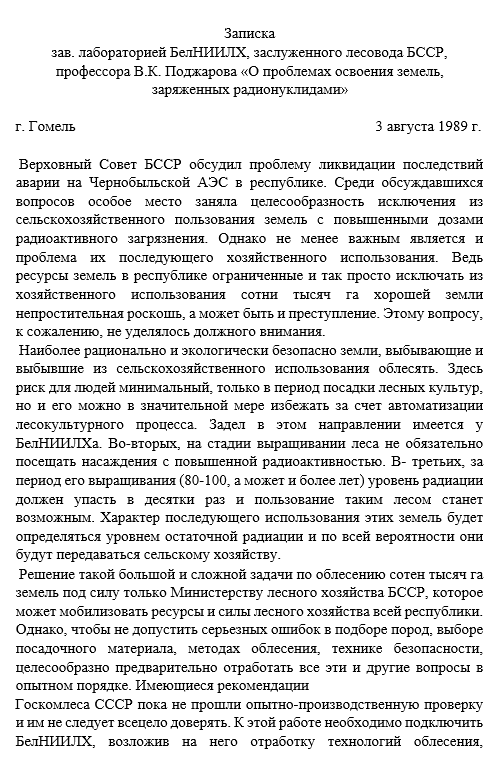 Записка
зав. лабораторией БелНИИЛХ, заслуженного лесовода БССР,
профессора В.К. Поджарова «О проблемах освоения земель,
заряженных радионуклидами»
г. Гомель 3 августа 1989 г.
Верховный Совет БССР обсудил проблему ликвидации последствий
аварии на Чернобыльской АЭС в республике. Среди обсуждавшихся
вопросов особое место заняла целесообразность исключения из
сельскохозяйственного пользования земель с повышенными дозами
радиоактивного загрязнения. Однако не менее важным является и
проблема их последующего хозяйственного использования. Ведь
ресурсы земель в республике ограниченные и так просто исключать из
хозяйственного использования сотни тысяч га хорошей земли
непростительная роскошь, а может быть и преступление. Этому вопросу,
к сожалению, не уделялось должного внимания.
Наиболее рационально и экологически безопасно земли, выбывающие и
выбывшие из сельскохозяйственного использования облесять. Здесь
риск для людей минимальный, только в период посадки лесных культур,
но и его можно в значительной мере избежать за счет автоматизации
лесокультурного процесса. Задел в этом направлении имеется у
БелНИИЛХа. Во-вторых, на стадии выращивании леса не обязательно
посещать насаждения с повышенной радиоактивностью. В- третьих, за
период его выращивания (80-100, а может и более лет) уровень радиации
должен упасть в десятки раз и пользование таким лесом станет
возможным. Характер последующего использования этих земель будет
определяться уровнем остаточной радиации и по всей вероятности они
будут передаваться сельскому хозяйству.
Решение такой большой и сложной задачи по облесению сотен тысяч га
земель под силу только Министерству лесного хозяйства БССР, которое
может мобилизовать ресурсы и силы лесного хозяйства всей республики.
Однако, чтобы не допустить серьезных ошибок в подборе пород, выборе
посадочного материала, методах облесения, технике безопасности,
целесообразно предварительно отработать все эти и другие вопросы в
опытном порядке. Имеющиеся рекомендации
Госкомлеса СССР пока не прошли опытно-производственную проверку
и им не следует всецело доверять. К этой работе необходимо подключить
БелНИИЛХ, возложив на него отработку технологий облесения,